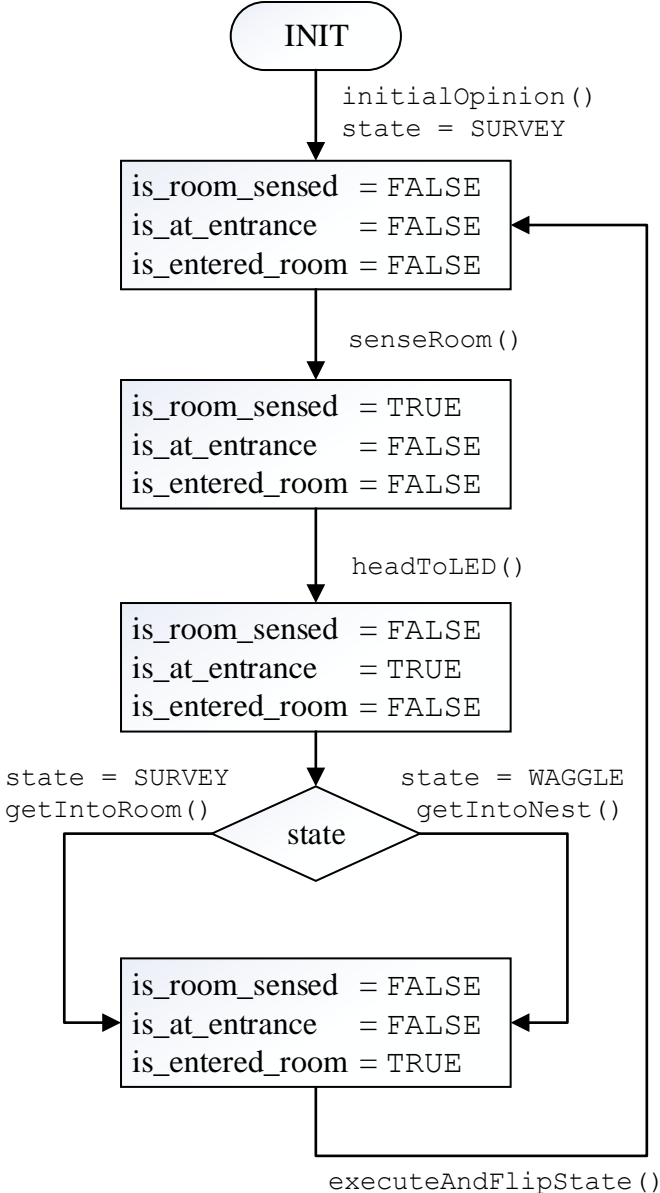 INIT
initialOpinion()
state = SURVEY
is_room_sensed = FALSE
is_at_entrance = FALSE
is_entered_room = FALSE
senseRoom()
is_room_sensed = TRUE
is_at_entrance = FALSE
is_entered_room = FALSE
headToLED()
is_room_sensed = FALSE
is_at_entrance = TRUE
is_entered_room = FALSE
state = SURVEY
getIntoRoom()
state = WAGGLE
getIntoNest()
state
is_room_sensed = FALSE
is_at_entrance = FALSE
is_entered_room = TRUE
executeAndFlipState()